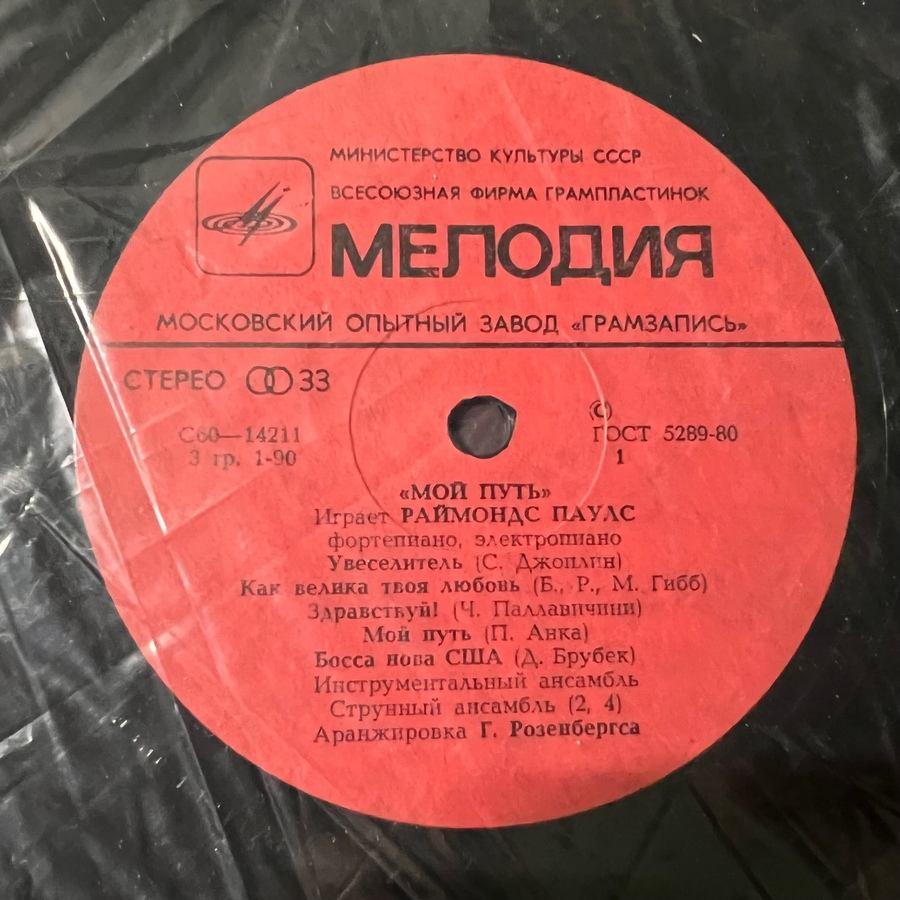 МИНИСТЕРСТВО КУЛЬТУРЫ СССР
ВСЕСОЮЗНАЯ ФИРМА ГРАМПЛАСТИНОК
МЕЛОДИЯ
МОСКОВСКИЙ ОПЫТНЫЙ ЗАВОД «ГРАМЗАПИСЬ»
СТЕРЕО 33
С60—14211
3 гр. 1-90
©
ГОСТ 5289-80
1
«МОЙ ПУТЬ»
Играет РАЙМОНДС ПАУЛС
фортепиано, электропиано
Увеселитель (С. Джоплин)
Как велика твоя любовь (Б., Р., М. Гибб)
Здравствуй! (Ч. Паллавичини)
Мой путь (П. Анка)
Босса нова США (Д. Брубек)
Инструментальный ансамбль
Струнный ансамбль (2, 4)
Аранжировка Г. Розенбергса